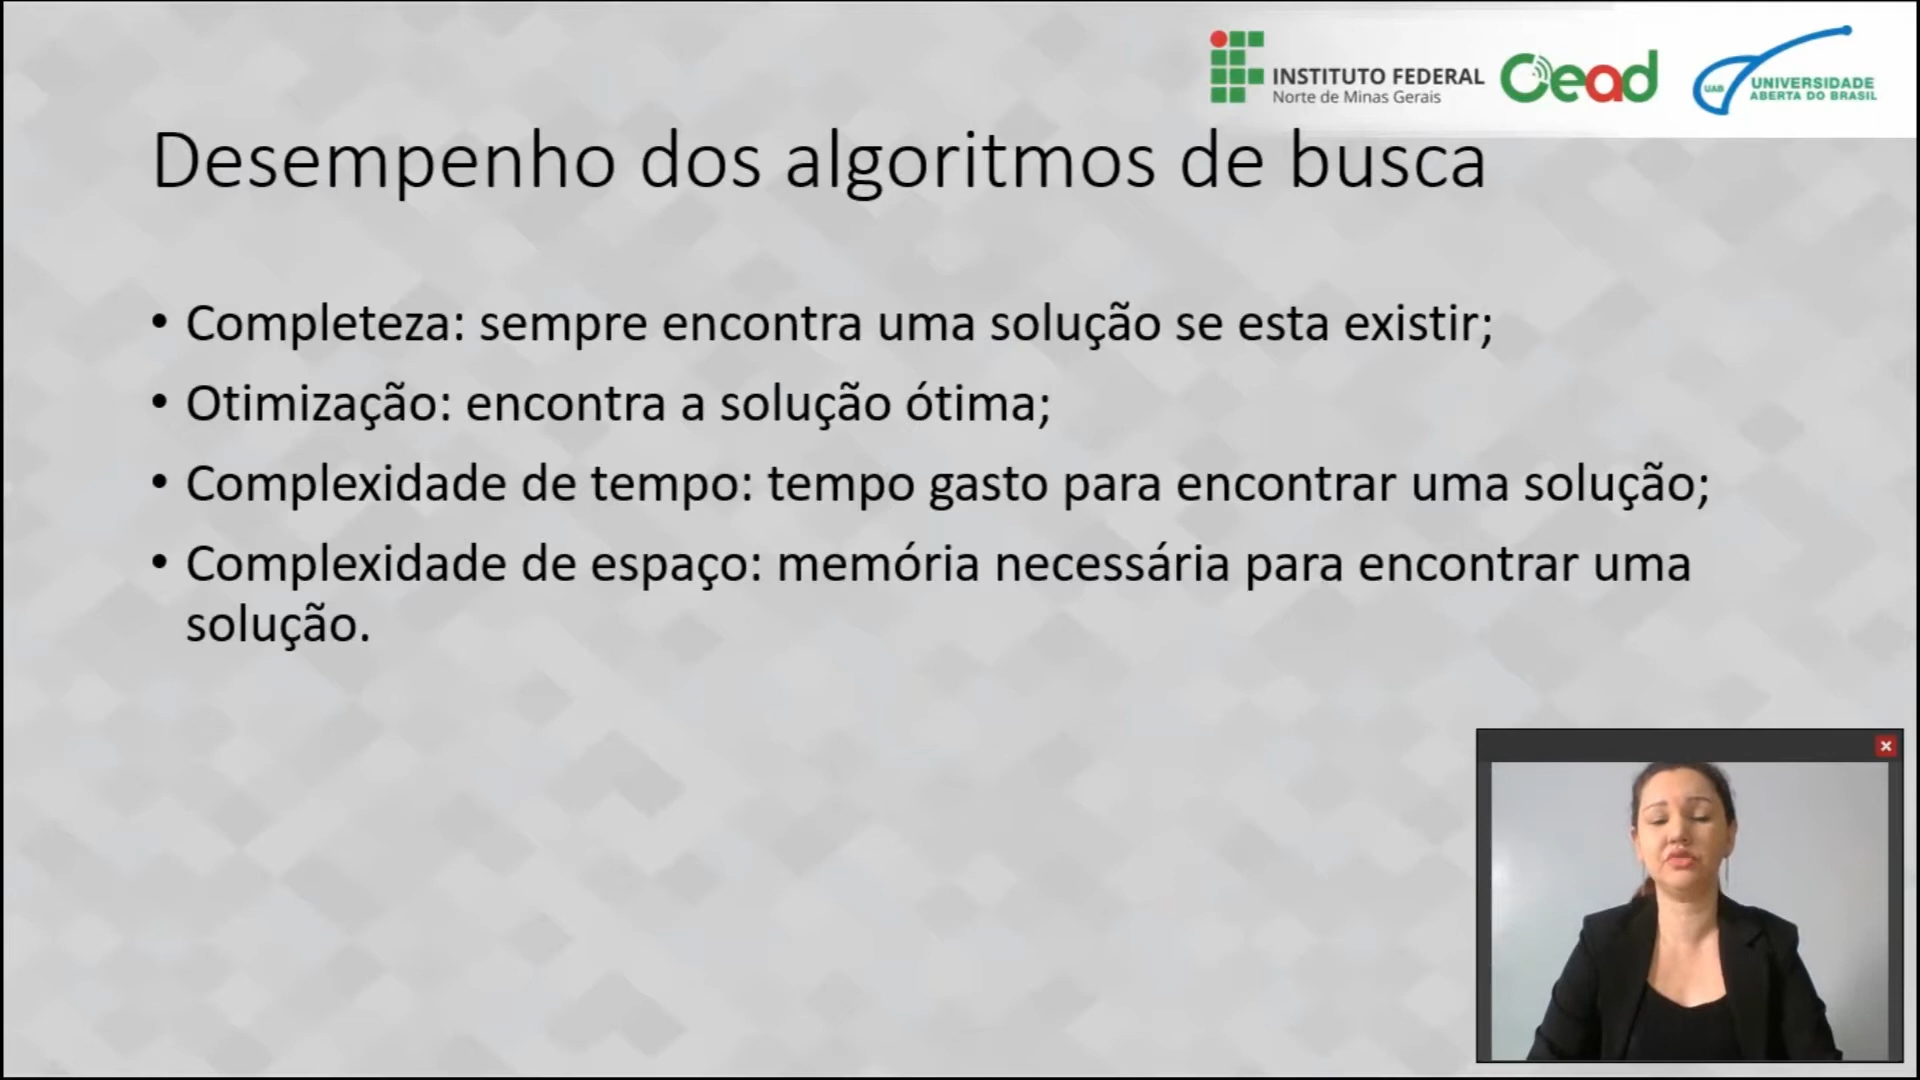 INSTITUTO FEDERAL
Norte de Minas Gerais
Cead
UAB
UNIVERSIDADE
ABERTA DO BRASIL
Desempenho dos algoritmos de busca
• Completeza: sempre encontra uma solução se esta existir;
• Otimização: encontra a solução ótima;
• Complexidade de tempo: tempo gasto para encontrar uma solução;
• Complexidade de espaço: memória necessária para encontrar uma
solução.